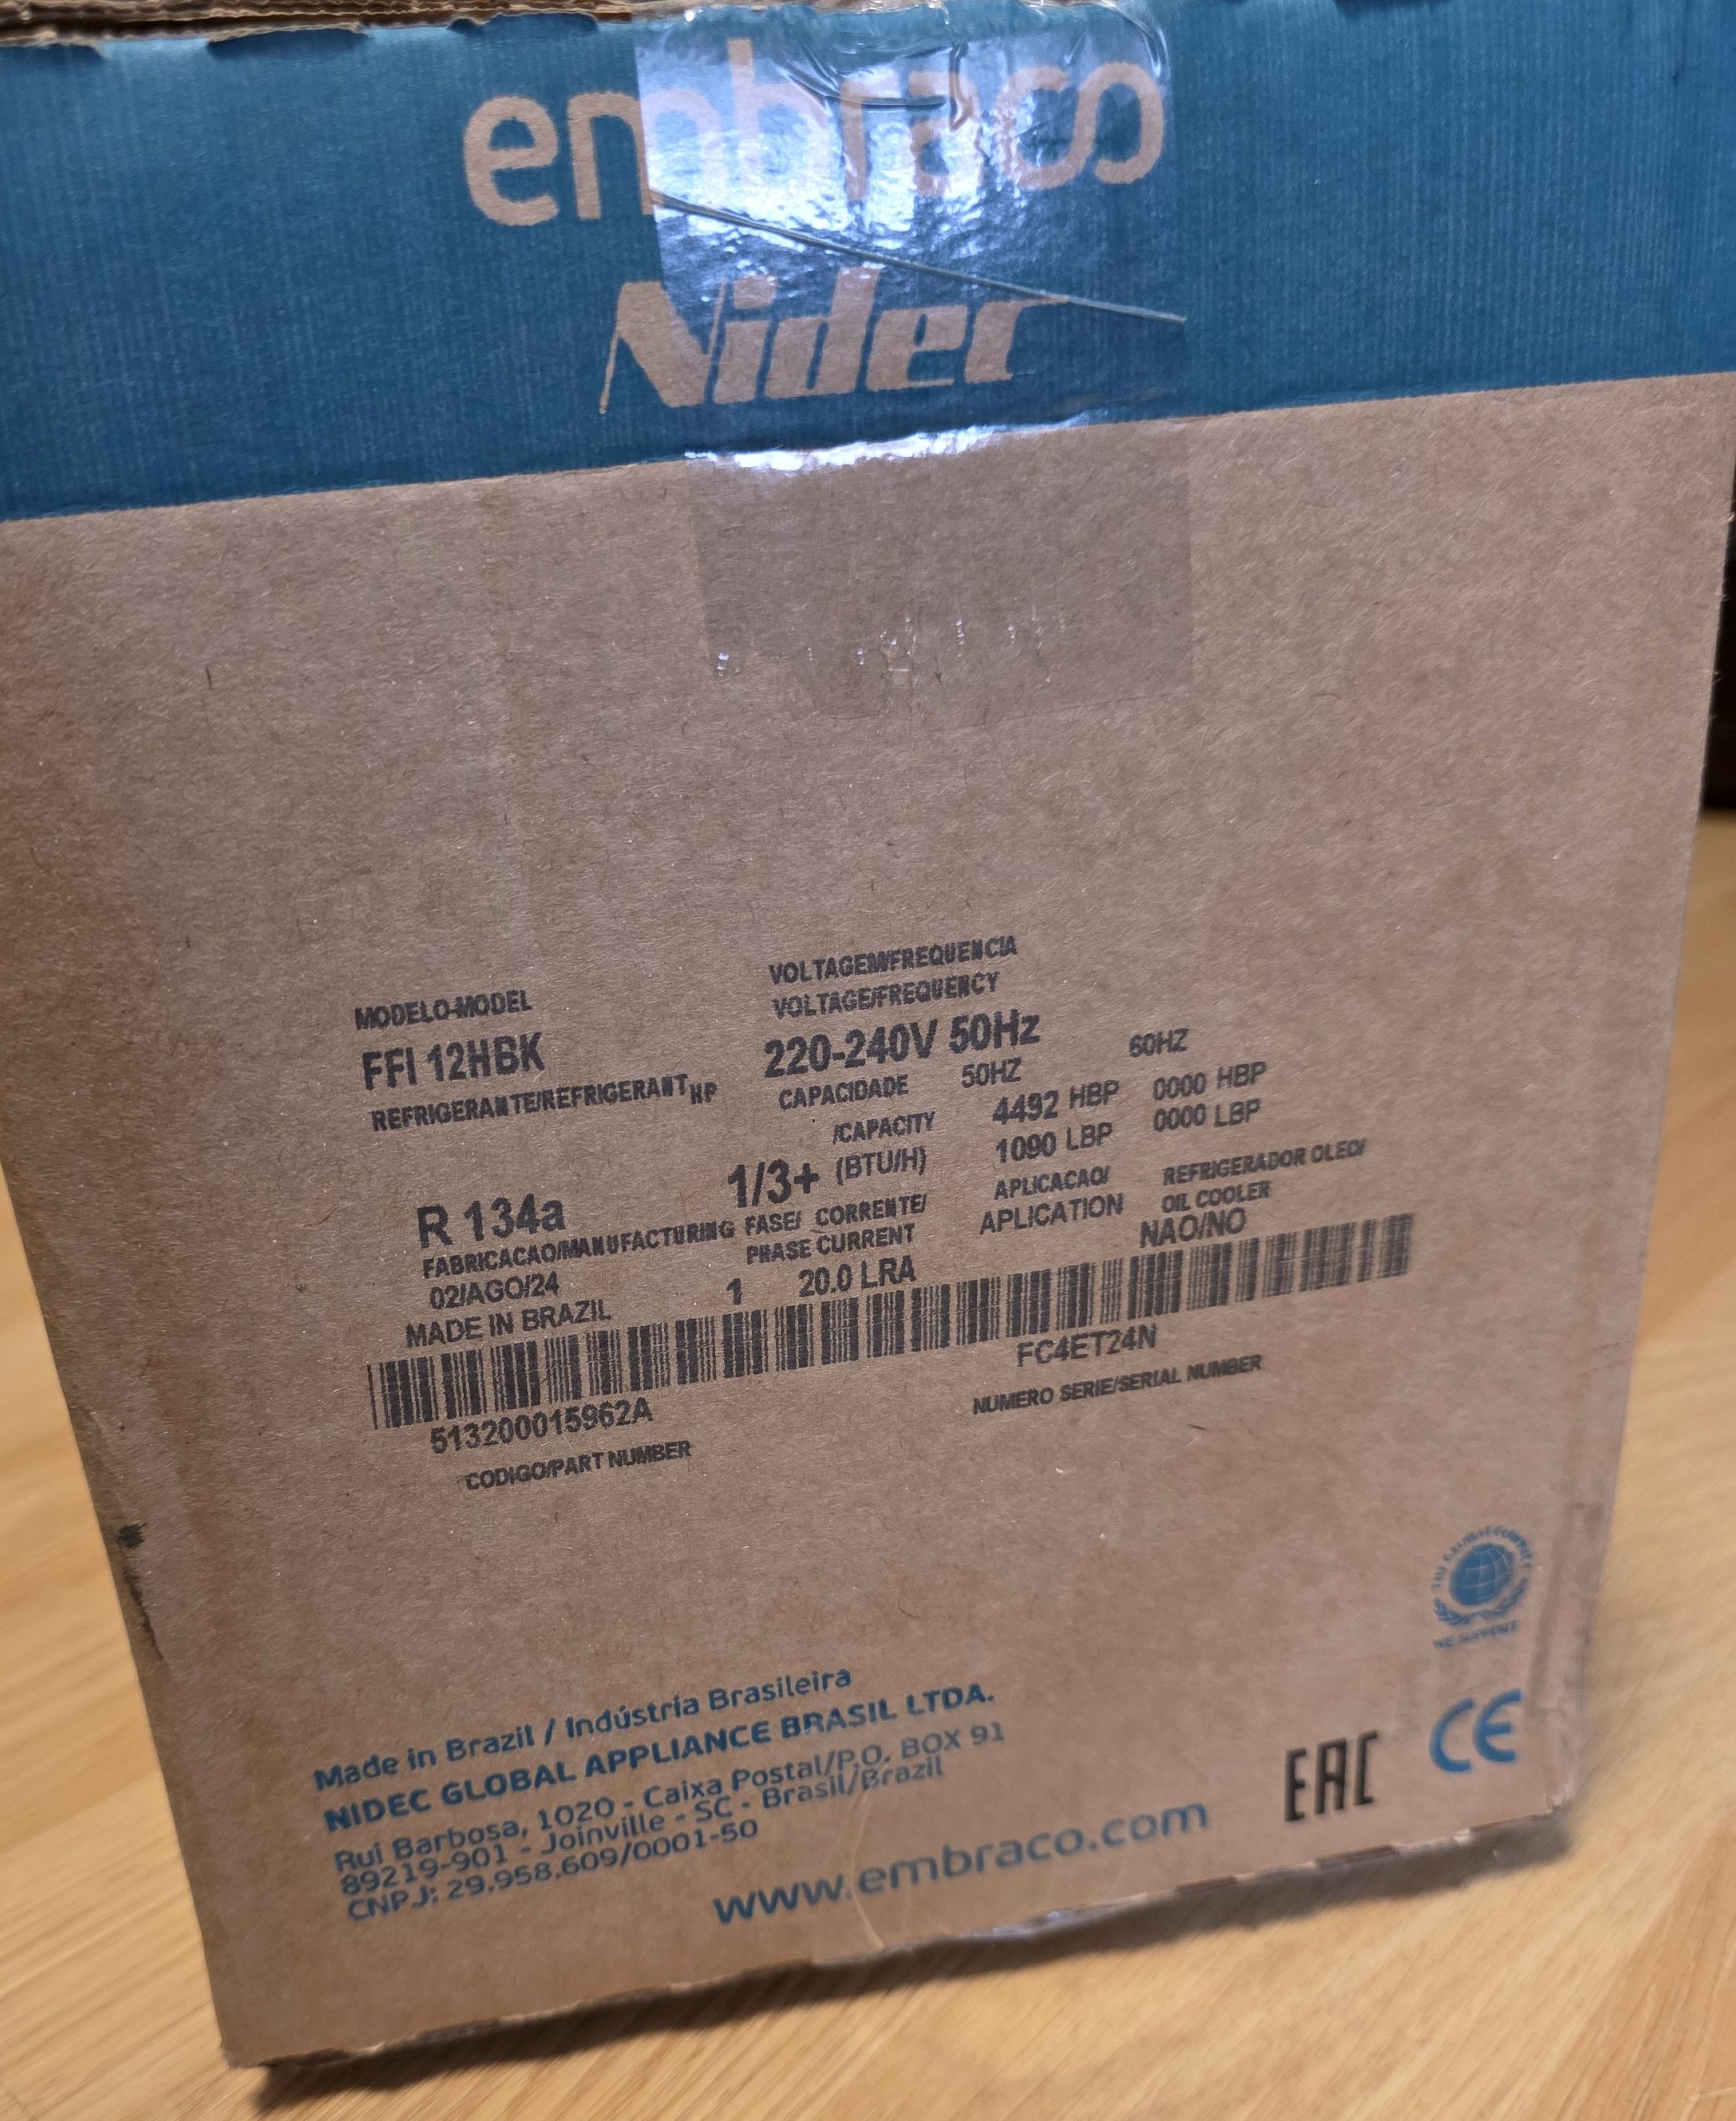 embraco
Nidec
MODELO-MODEL
FFI 12HBK
VOLTAGEM/FREQUENCIA
VOLTAGE/FREQUENCY
220-240V 50Hz
REFRIGERANTE/REFRIGERANT HP
CAPACIDADE 50HZ 60HZ
/CAPACITY 4492 HBP 0000 HBP
R 134a 1/3+ (BTU/H) 1090 LBP 0000 LBP
FABRICACAO/MANUFACTURING FASE/ CORRENTE/ APLICACAO/ REFRIGERADOR OLEO/
PHASE CURRENT APLICATION OIL COOLER
02/AGO/24 1 20.0 LRA NAO/NO
MADE IN BRAZIL
513200015962A FC4ET24N
CODIGO/PART NUMBER NUMERO SERIE/SERIAL NUMBER
WE SUPPORT
Made in Brazil / Indústria Brasileira
NIDEC GLOBAL APPLIANCE BRASIL LTDA.
Rui Barbosa, 1020 - Caixa Postal/P.O. BOX 91
89219-901 - Joinville - SC - Brasil/Brazil
CNPJ: 29.958.609/0001-50
www.embraco.com
EAC CE